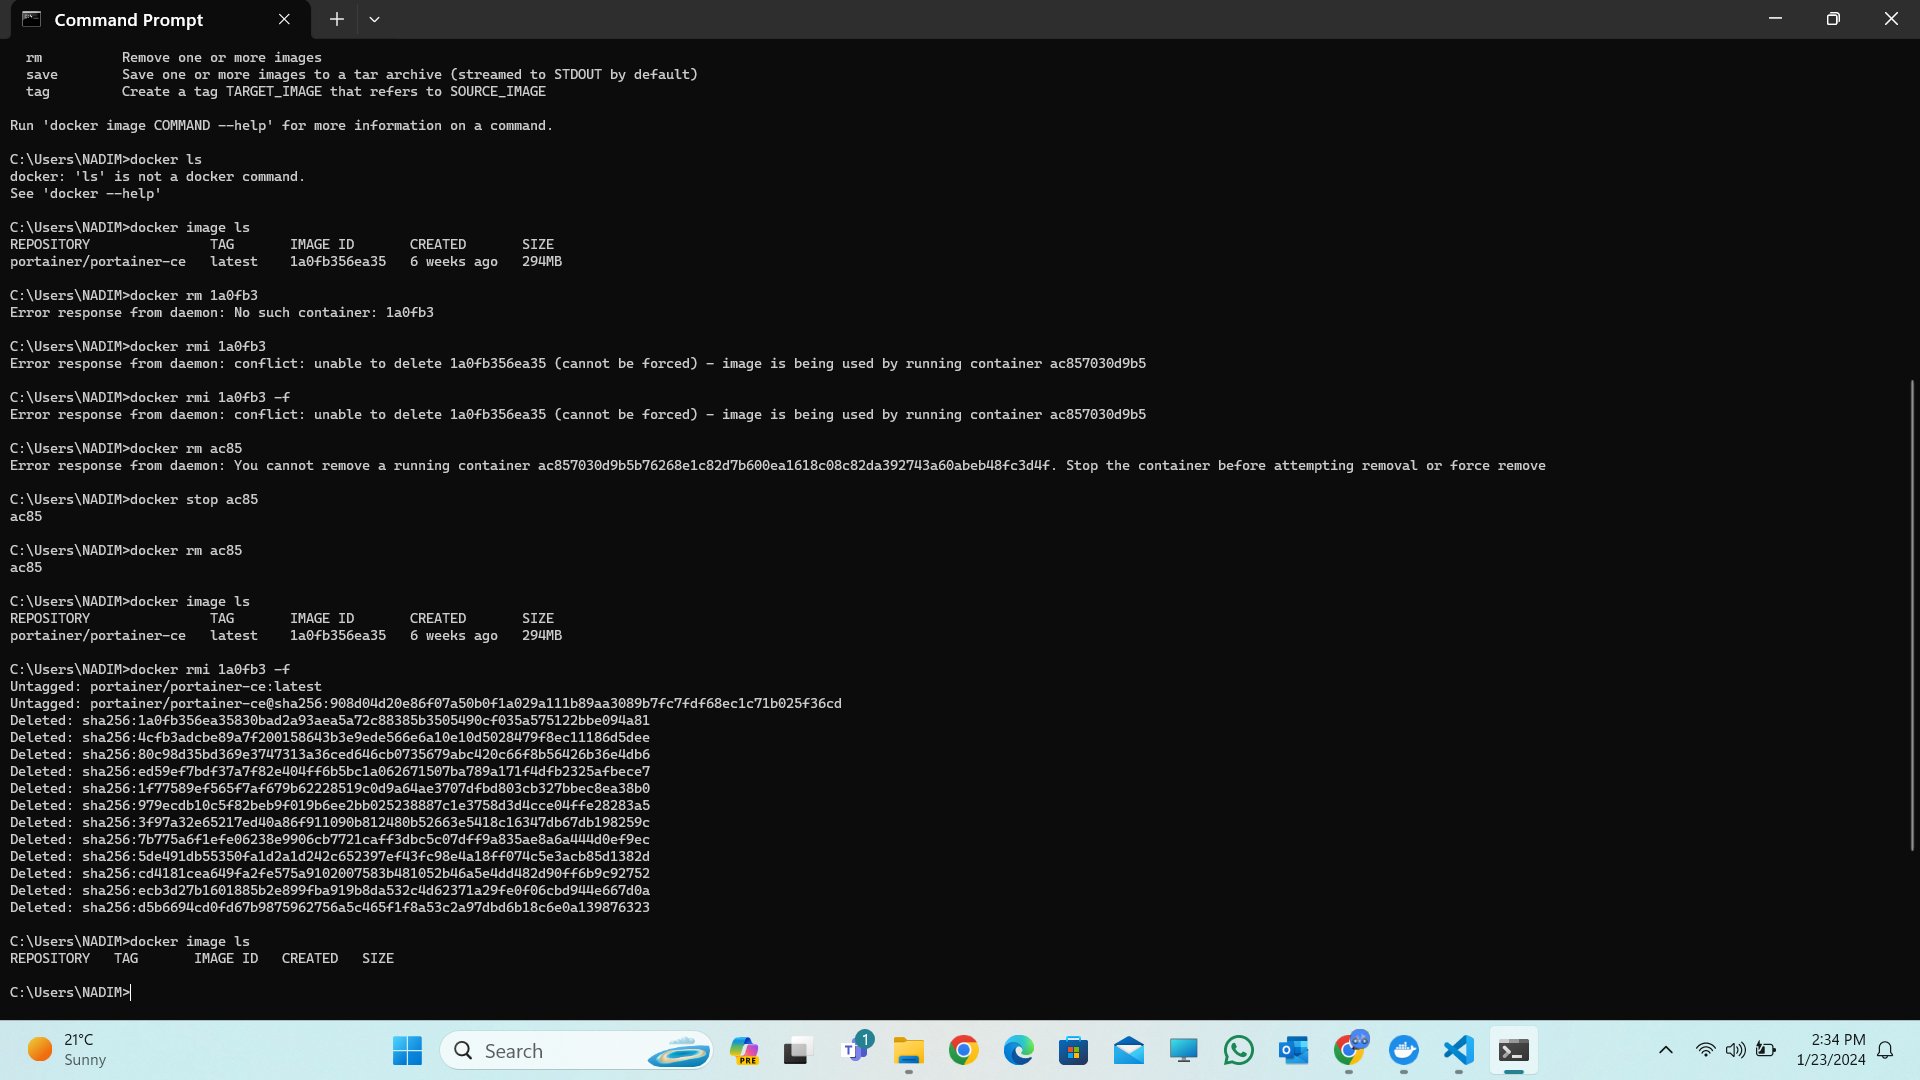 Command Prompt
rm Remove one or more images
save Save one or more images to a tar archive (streamed to STDOUT by default)
tag Create a tag TARGET_IMAGE that refers to SOURCE_IMAGE
Run 'docker image COMMAND --help' for more information on a command.
C:\Users\NADIM>docker ls
docker: 'ls' is not a docker command.
See 'docker --help'
C:\Users\NADIM>docker image ls
REPOSITORY TAG IMAGE ID CREATED SIZE
portainer/portainer-ce latest 1a0fb356ea35 6 weeks ago 294MB
C:\Users\NADIM>docker rm 1a0fb3
Error response from daemon: No such container: 1a0fb3
C:\Users\NADIM>docker rmi 1a0fb3
Error response from daemon: conflict: unable to delete 1a0fb356ea35 (cannot be forced) - image is being used by running container ac857030d9b5
C:\Users\NADIM>docker rmi 1a0fb3 -f
Error response from daemon: conflict: unable to delete 1a0fb356ea35 (cannot be forced) - image is being used by running container ac857030d9b5
C:\Users\NADIM>docker rm ac85
Error response from daemon: You cannot remove a running container ac857030d9b5b76268e1c82d7b600ea1618c08c82da392743a60abeb48fc3d4f. Stop the container before attempting removal or force remove
C:\Users\NADIM>docker stop ac85
ac85
C:\Users\NADIM>docker rm ac85
ac85
C:\Users\NADIM>docker image ls
REPOSITORY TAG IMAGE ID CREATED SIZE
portainer/portainer-ce latest 1a0fb356ea35 6 weeks ago 294MB
C:\Users\NADIM>docker rmi 1a0fb3 -f
Untagged: portainer/portainer-ce:latest
Untagged: portainer/portainer-ce@sha256:908d04d20e86f07a50b0f1a029a111b89aa3089b7fc7fdf68ec1c71b025f36cd
Deleted: sha256:1a0fb356ea35830bad2a93aea5a72c88385b3505490cf035a575122bbe094a81
Deleted: sha256:4cfb3adcbe89a7f200158643b3e9ede566e6a10e10d5028479f8ec11186d5dee
Deleted: sha256:80c98d35bd369e3747313a36ced646cb0735679abc420c66f8b56426b36e4db6
Deleted: sha256:ed59ef7bdf37a7f82e404ff6b5bc1a062671507ba789a171f4dfb2325afbece7
Deleted: sha256:1f77589ef565f7af679b62228519c0d9a64ae3707dfbd803cb327bbec8ea38b0
Deleted: sha256:979ecdb10c5f82beb9f019b6ee2bb025238887c1e3758d3d4cce04ffe28283a5
Deleted: sha256:3f97a32e65217ed40a86f911090b812480b52663e5418c16347db67db198259c
Deleted: sha256:7b775a6f1efe06238e9906cb7721caff3dbc5c07dff9a835ae8a6a444d0ef9ec
Deleted: sha256:5de491db55350fa1d2a1d242c652397ef43fc98e4a18ff074c5e3acb85d1382d
Deleted: sha256:cd4181cea649fa2fe575a9102007583b481052b46a5e4dd482d90ff6b9c92752
Deleted: sha256:ecb3d27b1601885b2e899fba919b8da532c4d62371a29fe0f06cbd944e667d0a
Deleted: sha256:d5b6694cd0fd67b9875962756a5c465f1f8a53c2a97dbd6b18c6e0a139876323
C:\Users\NADIM>docker image ls
REPOSITORY TAG IMAGE ID CREATED SIZE
C:\Users\NADIM>
21°C
Sunny
Search
PRE
1
2:34 PM
1/23/2024